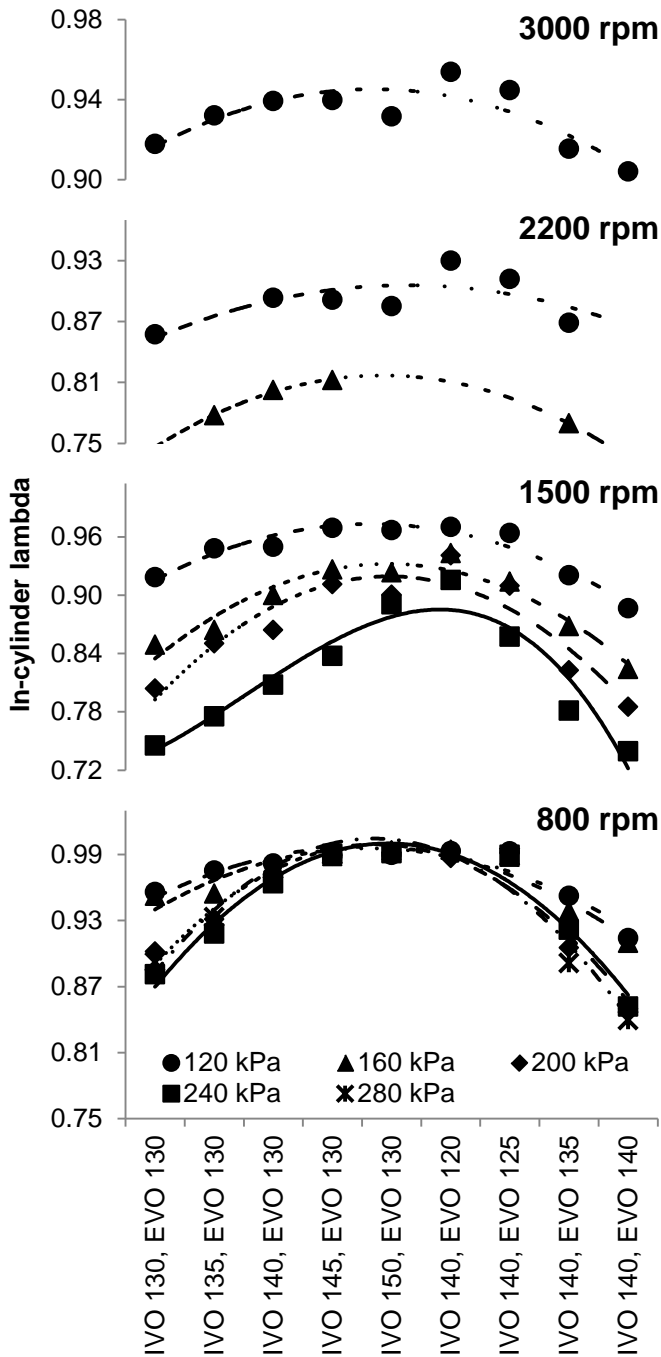 3000 rpm
0.98
0.94
0.90
2200 rpm
0.93
0.87
0.81
0.75
In-cylinder lambda
1500 rpm
0.96
0.90
0.84
0.78
0.72
800 rpm
0.99
0.93
0.87
0.81
0.75
120 kPa
160 kPa
200 kPa
240 kPa
280 kPa
IVO 130, EVO 130
IVO 135, EVO 130
IVO 140, EVO 130
IVO 145, EVO 130
IVO 150, EVO 130
IVO 140, EVO 120
IVO 140, EVO 125
IVO 140, EVO 135
IVO 140, EVO 140